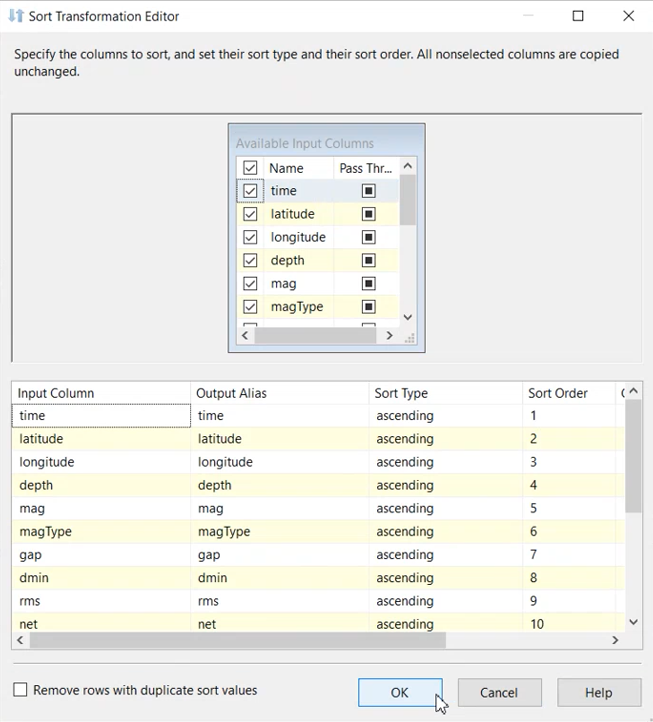 Sort Transformation Editor
Specify the columns to sort, and set their sort type and their sort order. All nonselected columns are copied
unchanged.
Available Input Columns
Name Pass Thr...
time
latitude
longitude
depth
mag
magType
Input Column Output Alias Sort Type Sort Order
time time ascending 1
latitude latitude ascending 2
longitude longitude ascending 3
depth depth ascending 4
mag mag ascending 5
magType magType ascending 6
gap gap ascending 7
dmin dmin ascending 8
rms rms ascending 9
net net ascending 10
Remove rows with duplicate sort values OK Cancel Help